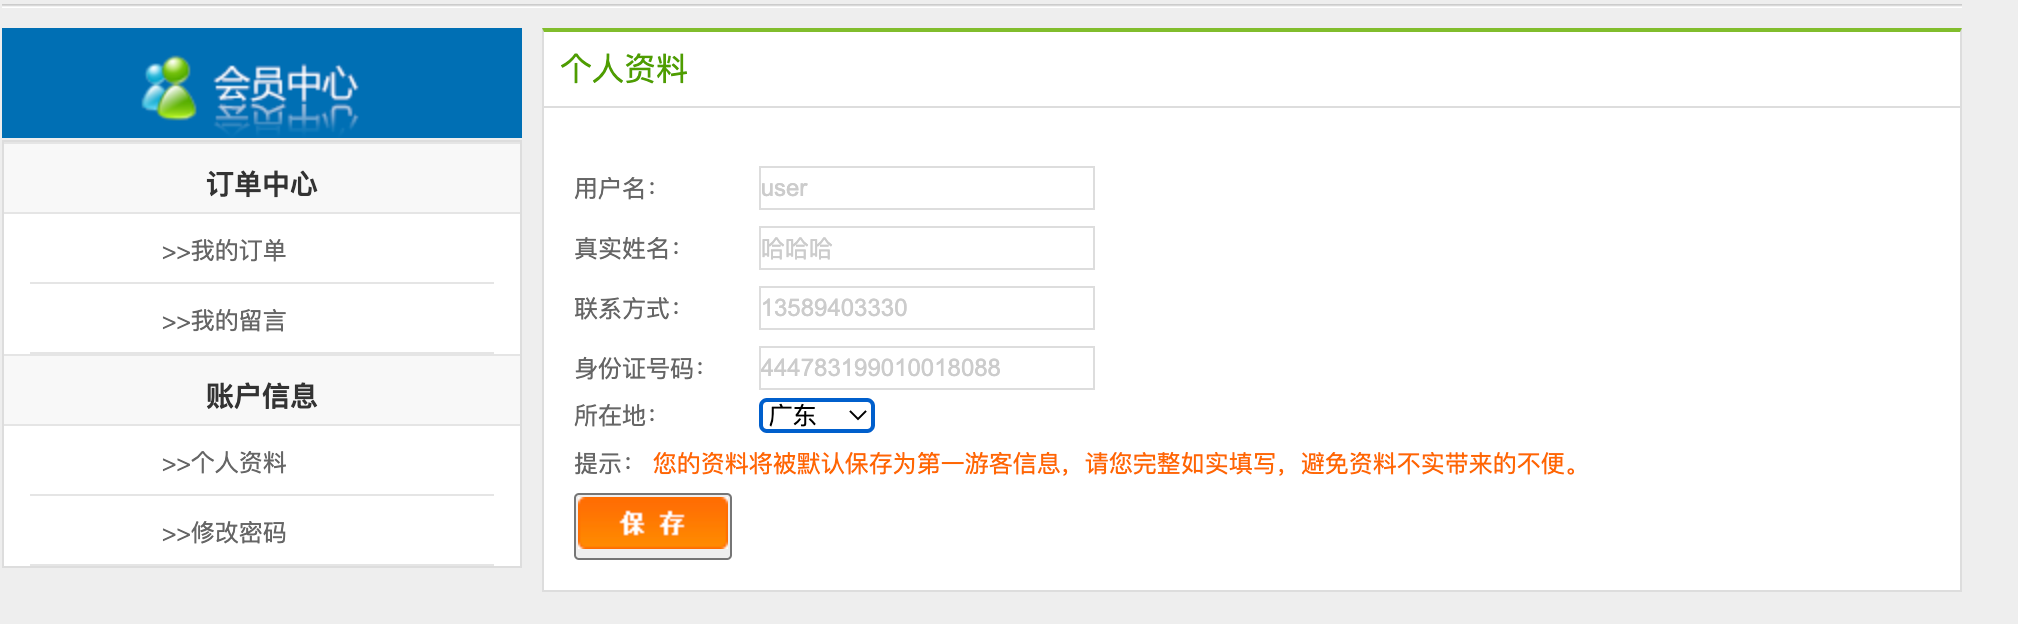 会员中心
订单中心
>>我的订单
>>我的留言
账户信息
>>个人资料
>>修改密码
个人资料
用户名： user
真实姓名： 哈哈哈
联系方式： 13589403330
身份证号码： 444783199010018088
所在地： 广东
提示： 您的资料将被默认保存为第一游客信息，请您完整如实填写，避免资料不实带来的不便。
保 存